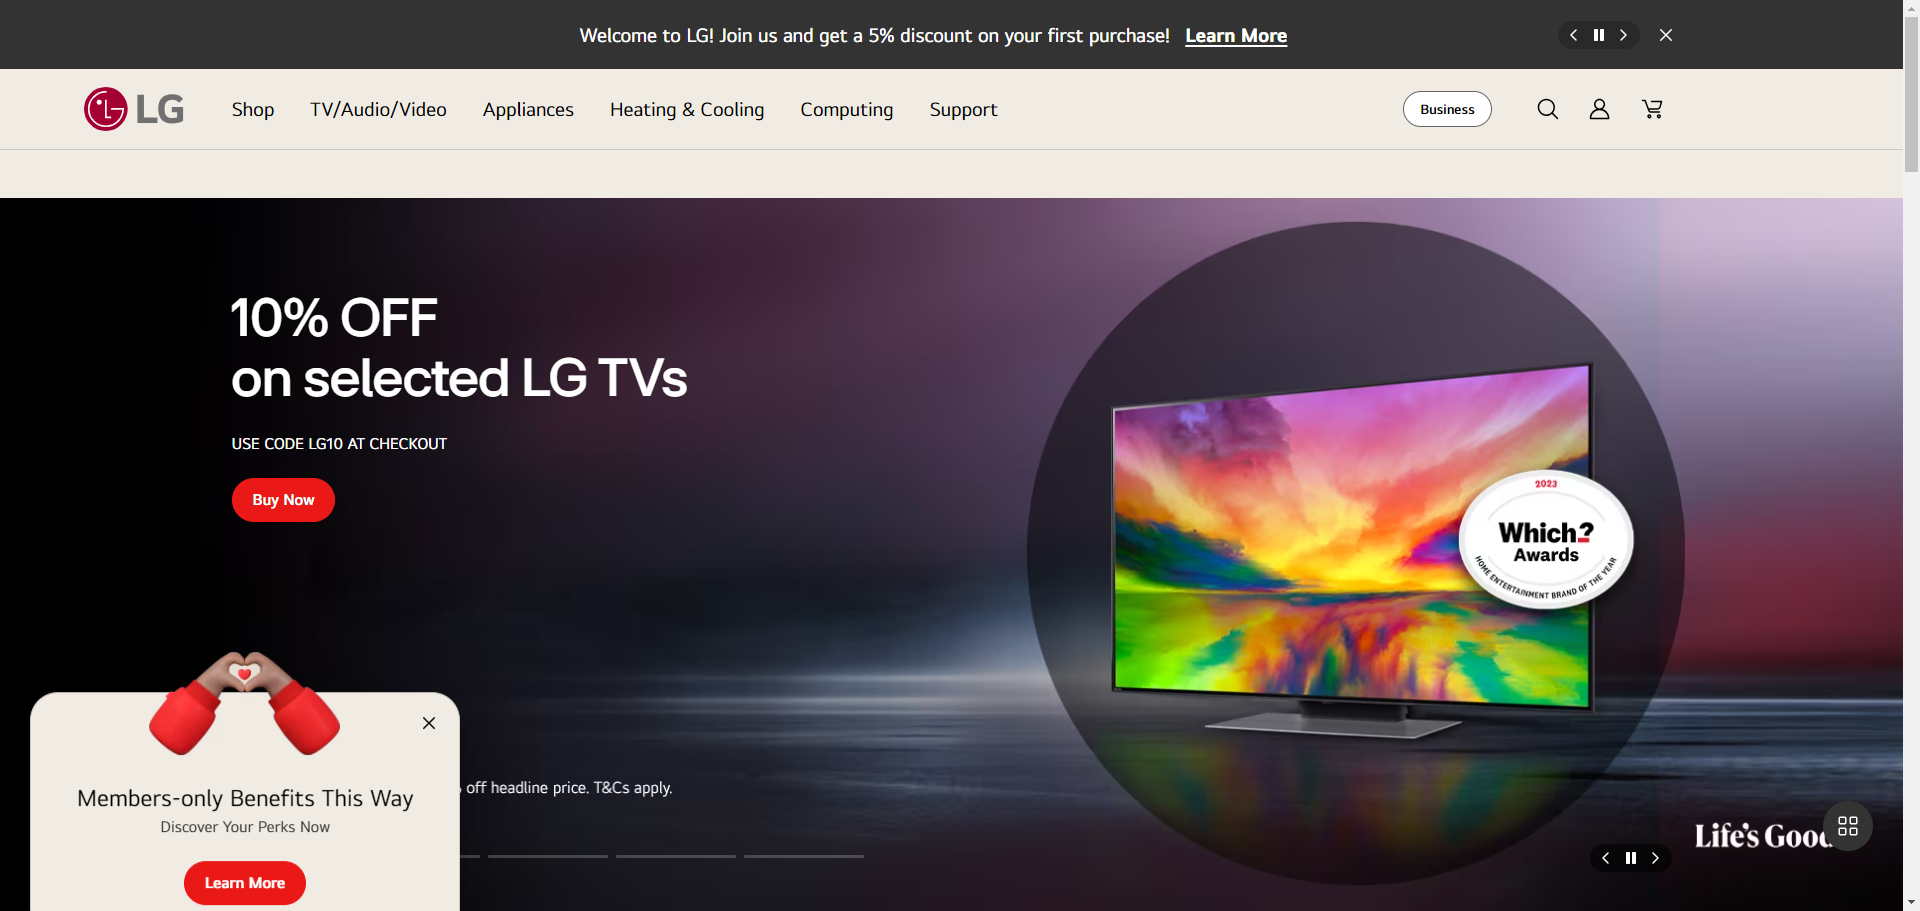 Welcome to LG! Join us and get a 5% discount on your first purchase! Learn More
LG
Shop TV/Audio/Video Appliances Heating & Cooling Computing Support Business
10% OFF
on selected LG TVs
USE CODE LG10 AT CHECKOUT
Buy Now
2023
Which?
Awards
HOME ENTERTAINMENT BRAND OF THE YEAR
off headline price. T&Cs apply.
Members-only Benefits This Way
Discover Your Perks Now
Learn More
Life's Good